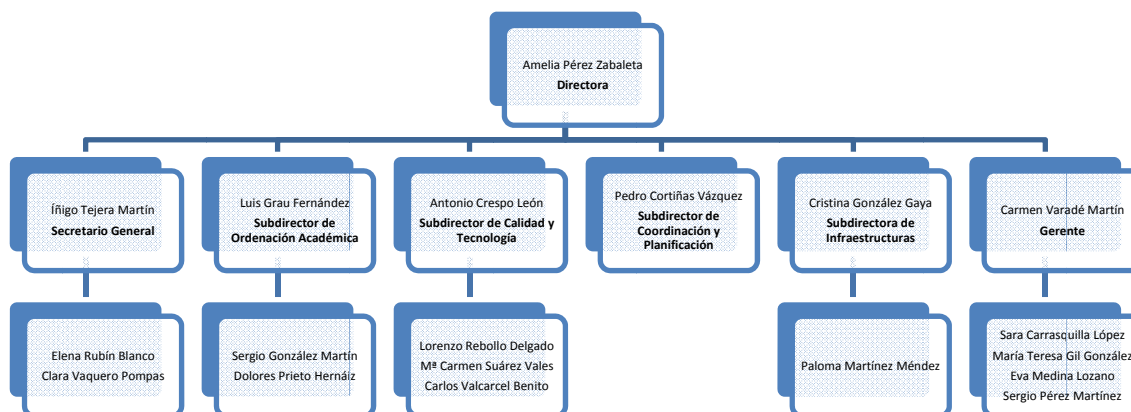 Amelia Pérez Zabaleta
Directora
Íñigo Tejera Martín
Secretario General
Luis Grau Fernández
Subdirector de
Ordenación Académica
Antonio Crespo León
Subdirector de Calidad y
Tecnología
Pedro Cortiñas Vázquez
Subdirector de
Coordinación y
Planificación
Cristina González Gaya
Subdirectora de
Infraestructuras
Carmen Varadé Martín
Gerente
Elena Rubín Blanco
Clara Vaquero Pompas
Sergio González Martín
Dolores Prieto Hernáiz
Lorenzo Rebollo Delgado
Mª Carmen Suárez Vales
Carlos Valcarcel Benito
Paloma Martínez Méndez
Sara Carrasquilla López
María Teresa Gil González
Eva Medina Lozano
Sergio Pérez Martínez